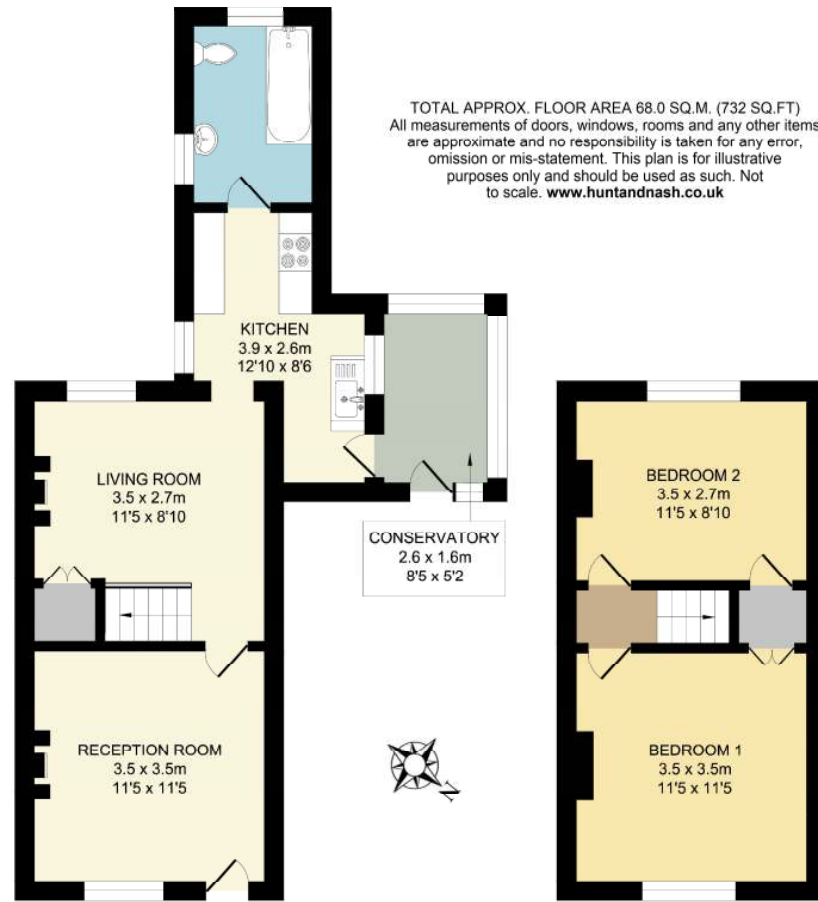 TOTAL APPROX. FLOOR AREA 68.0 SQ.M. (732 SQ.FT)
All measurements of doors, windows, rooms and any other items
are approximate and no responsibility is taken for any error,
omission or mis-statement. This plan is for illustrative
purposes only and should be used as such. Not
to scale. www.huntandnash.co.uk
KITCHEN
3.9 x 2.6m
12'10 x 8'6
LIVING ROOM
3.5 x 2.7m
11'5 x 8'10
CONSERVATORY
2.6 x 1.6m
8'5 x 5'2
RECEPTION ROOM
3.5 x 3.5m
11'5 x 11'5
N
BEDROOM 2
3.5 x 2.7m
11'5 x 8'10
BEDROOM 1
3.5 x 3.5m
11'5 x 11'5